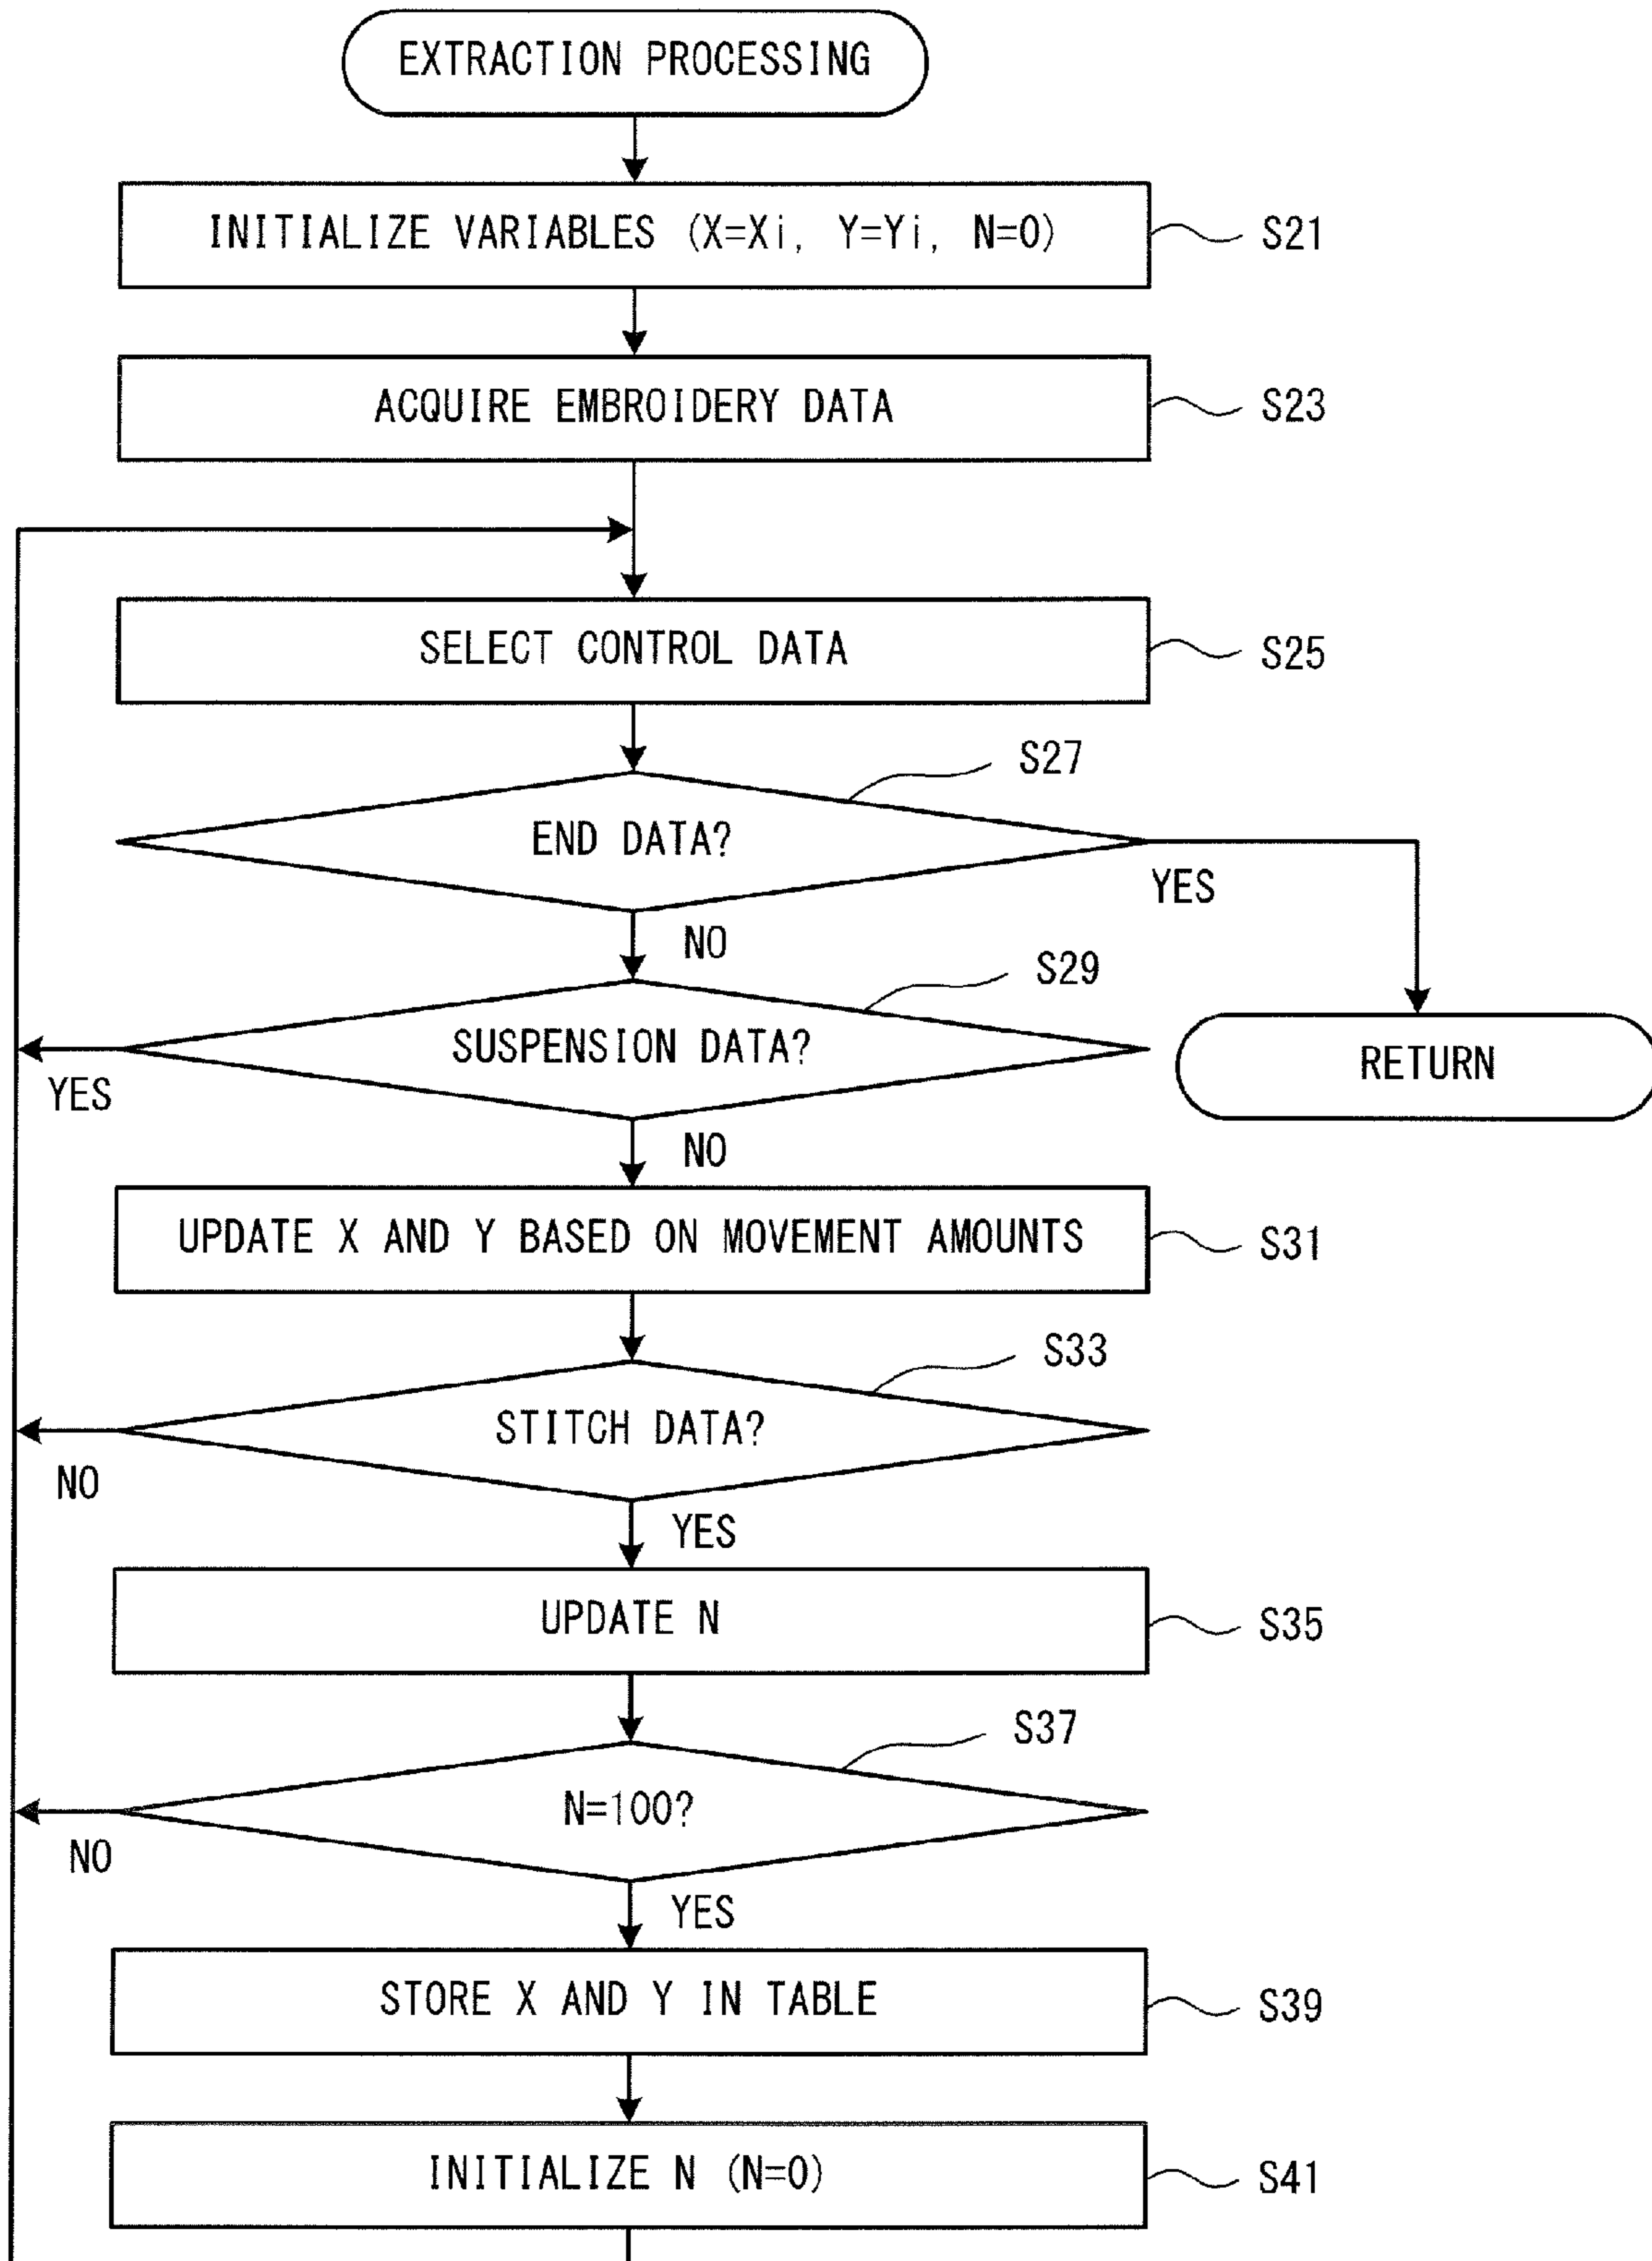 EXTRACTION PROCESSING
INITIALIZE VARIABLES (X=Xi, Y=Yi, N=0)
S21
ACQUIRE EMBROIDERY DATA
S23
SELECT CONTROL DATA
S25
S27
END DATA?
YES
NO
S29
SUSPENSION DATA?
RETURN
YES
NO
UPDATE X AND Y BASED ON MOVEMENT AMOUNTS
S31
S33
STITCH DATA?
NO
YES
UPDATE N
S35
S37
N=100?
NO
YES
STORE X AND Y IN TABLE
S39
INITIALIZE N (N=0)
S41